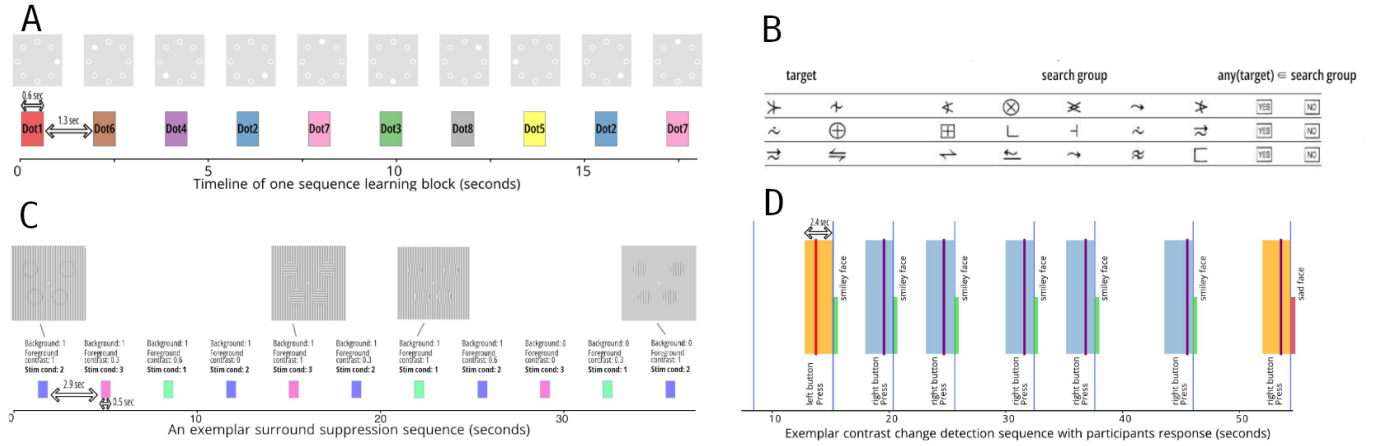 A
0.6 sec
1.3 sec
Dot1 Dot6 Dot4 Dot2 Dot7 Dot3 Dot8 Dot5 Dot2 Dot7
0 5 10 15
Timeline of one sequence learning block (seconds)
B
target search group any(target) ∈ search group
YES NO
YES NO
YES NO
C
Background: 1 Background: 1 Background: 1 Background: 1 Background: 1 Background: 1 Background: 1 Background: 1 Background: 0 Background: 0 Background: 0
Foreground Foreground Foreground Foreground Foreground Foreground Foreground Foreground Foreground Foreground Foreground
contrast: 1 contrast: 0.3 contrast: 0.6 contrast: 0 contrast: 1 contrast: 0 contrast: 1 contrast: 0.6 contrast: 0 contrast: 0.3 contrast: 1
Stim cond: 2 Stim cond: 3 Stim cond: 1 Stim cond: 2 Stim cond: 3 Stim cond: 2 Stim cond: 1 Stim cond: 2 Stim cond: 3 Stim cond: 1 Stim cond: 2
2.9 sec
0.5 sec
0 10 20 30
An exemplar surround suppression sequence (seconds)
D
2.4 sec
smiley face smiley face smiley face smiley face smiley face smiley face sad face
left button Press right button Press right button Press right button Press right button Press right button Press right button Press
10 20 30 40 50
Exemplar contrast change detection sequence with participants response (seconds)